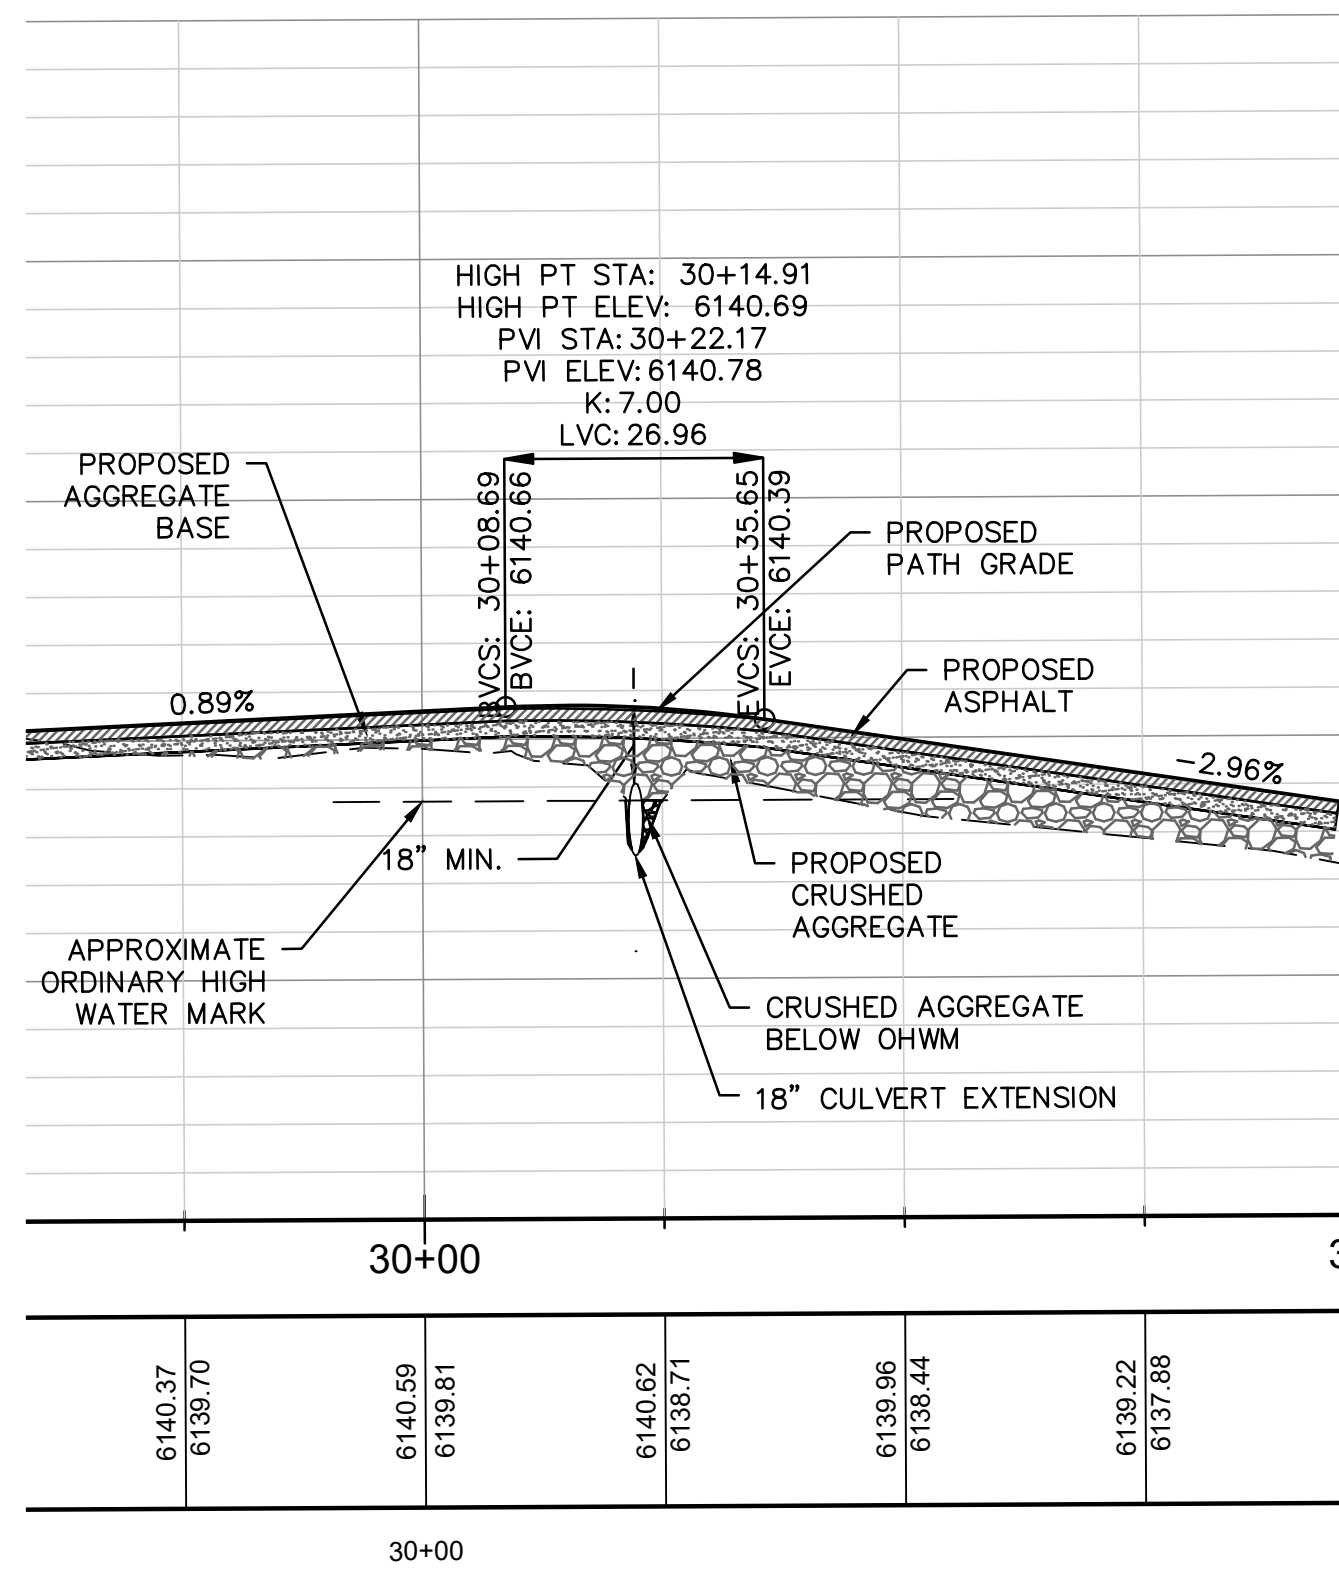 HIGH PT STA: 30+14.91
HIGH PT ELEV: 6140.69
PVI STA: 30+22.17
PVI ELEV: 6140.78
K: 7.00
LVC: 26.96
BVCS: 30+08.69
BVCE: 6140.66
EVCS: 30+35.65
EVCE: 6140.39
PROPOSED
AGGREGATE
BASE
PROPOSED
PATH GRADE
PROPOSED
ASPHALT
0.89%
-2.96%
18" MIN.
PROPOSED
CRUSHED
AGGREGATE
APPROXIMATE
ORDINARY HIGH
WATER MARK
CRUSHED AGGREGATE
BELOW OHWM
18" CULVERT EXTENSION
30+00
6140.37
6139.70
6140.59
6139.81
6140.62
6138.71
6139.96
6138.44
6139.22
6137.88
30+00